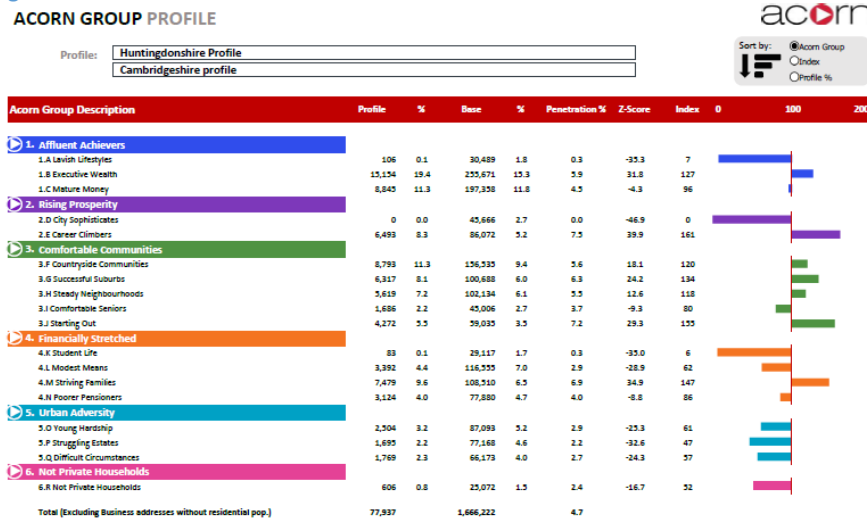 acorn
ACORN GROUP PROFILE
Sort by: Acorn Group
Index
Profile %
Profile: Huntingdonshire Profile
Cambridgeshire profile
Acorn Group Description Profile % Base % Penetration % Z-Score Index 0 100 200
1. Affluent Achievers
1.A Lavish Lifestyles 106 0.1 30,489 1.8 0.3 -35.3 7
1.B Executive Wealth 15,154 19.4 255,671 15.3 5.9 31.8 127
1.C Mature Money 8,845 11.3 197,358 11.8 4.5 -4.3 96
2. Rising Prosperity
2.D City Sophisticates 0 0.0 45,666 2.7 0.0 -46.9 0
2.E Career Climbers 6,493 8.3 86,072 5.2 7.5 39.9 161
3. Comfortable Communities
3.F Countryside Communities 8,793 11.3 156,535 9.4 5.6 18.1 120
3.G Successful Suburbs 6,317 8.1 100,688 6.0 6.3 24.2 134
3.H Steady Neighbourhoods 5,619 7.2 102,134 6.1 5.5 12.6 118
3.I Comfortable Seniors 1,686 2.2 45,006 2.7 3.7 -9.3 80
3.J Starting Out 4,272 5.5 59,035 3.5 7.2 29.3 155
4. Financially Stretched
4.K Student Life 83 0.1 29,117 1.7 0.3 -35.0 6
4.L Modest Means 3,392 4.4 116,555 7.0 2.9 -28.9 62
4.M Striving Families 7,479 9.6 108,510 6.5 6.9 34.9 147
4.N Poorer Pensioners 3,124 4.0 77,880 4.7 4.0 -8.8 86
5. Urban Adversity
5.O Young Hardship 2,504 3.2 87,093 5.2 2.9 -25.3 61
5.P Struggling Estates 1,695 2.2 77,168 4.6 2.2 -32.6 47
5.Q Difficult Circumstances 1,769 2.3 66,173 4.0 2.7 -24.3 57
6. Not Private Households
6.R Not Private Households 606 0.8 25,072 1.5 2.4 -16.7 52
Total (Excluding Business addresses without residential pop.) 77,937 1,666,222 4.7